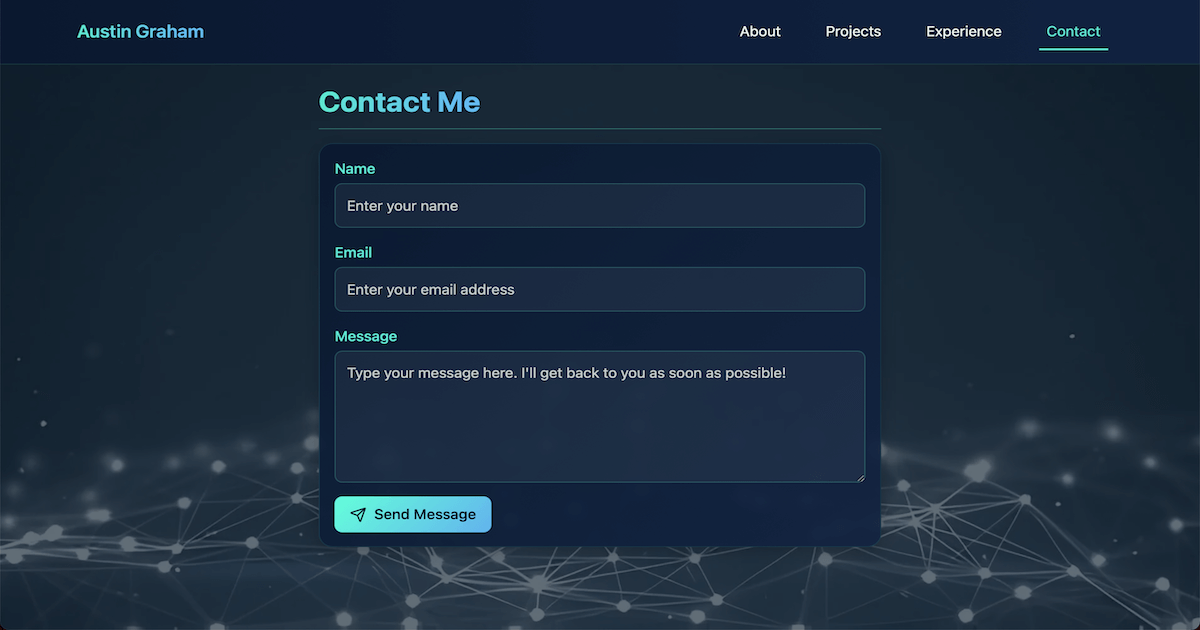 Austin Graham
About
Projects
Experience
Contact
Contact Me
Name
Enter your name
Email
Enter your email address
Message
Type your message here. I'll get back to you as soon as possible!
Send Message